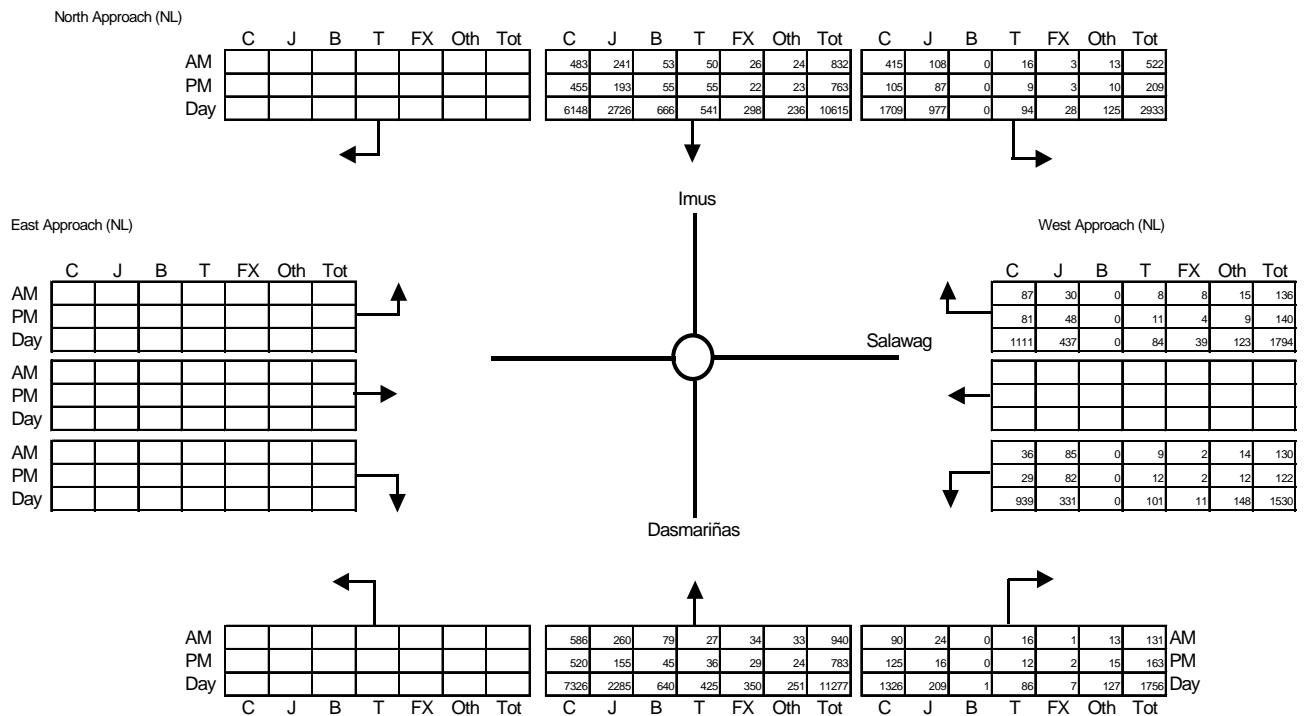 North Approach (NL)
C J B T FX Oth Tot C J B T FX Oth Tot C J B T FX Oth Tot
AM 483 241 53 50 26 24 832 415 108 0 16 3 13 522
PM 455 193 55 55 22 23 763 105 87 0 9 3 10 209
Day 6148 2726 666 541 298 236 10615 1709 977 0 94 28 125 2933
Imus
East Approach (NL) West Approach (NL)
C J B T FX Oth Tot C J B T FX Oth Tot
AM 87 30 0 8 8 15 136
PM 81 48 0 11 4 9 140
Day Salawag 1111 437 0 84 39 123 1794
AM
PM
Day
AM 36 85 0 9 2 14 130
PM 29 82 0 12 2 12 122
Day 939 331 0 101 11 148 1530
Dasmariñas
AM 586 260 79 27 34 33 940 90 24 0 16 1 13 131 AM
PM 520 155 45 36 29 24 783 125 16 0 12 2 15 163 PM
Day 7326 2285 640 425 350 251 11277 1326 209 1 86 7 127 1756 Day
C J B T FX Oth Tot C J B T FX Oth Tot C J B T FX Oth Tot